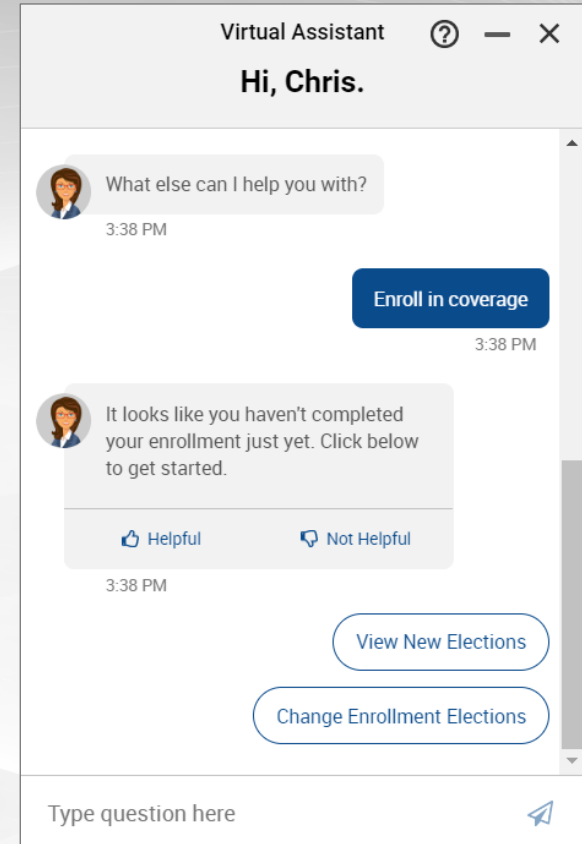 Virtual Assistant
Hi, Chris.
What else can I help you with?
3:38 PM
Enroll in coverage
3:38 PM
It looks like you haven't completed
your enrollment just yet. Click below
to get started.
Helpful
Not Helpful
3:38 PM
View New Elections
Change Enrollment Elections
Type question here